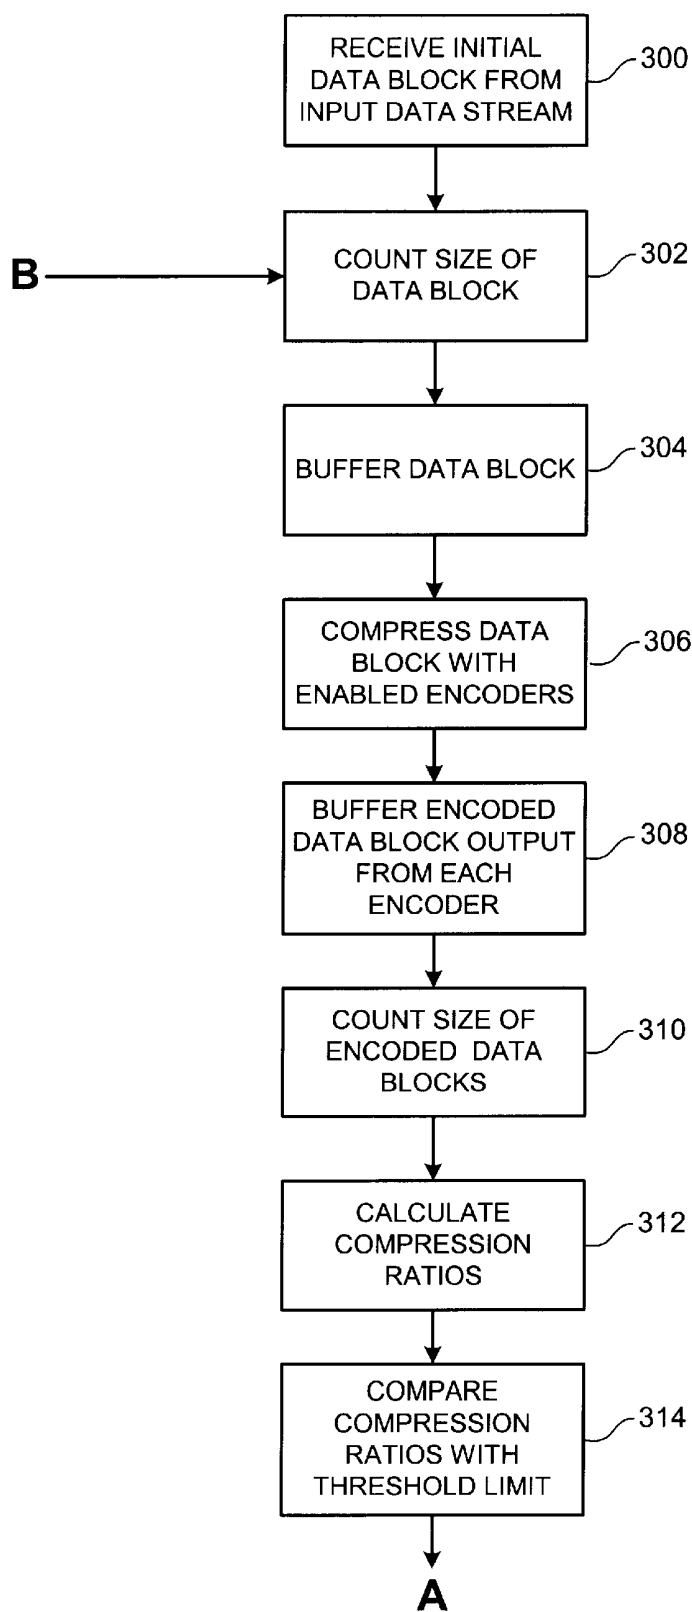 RECEIVE INITIAL
DATA BLOCK FROM
INPUT DATA STREAM
300
B
COUNT SIZE OF
DATA BLOCK
302
BUFFER DATA BLOCK
304
COMPRESS DATA
BLOCK WITH
ENABLED ENCODERS
306
BUFFER ENCODED
DATA BLOCK OUTPUT
FROM EACH
ENCODER
308
COUNT SIZE OF
ENCODED DATA
BLOCKS
310
CALCULATE
COMPRESSION
RATIOS
312
COMPARE
COMPRESSION
RATIOS WITH
THRESHOLD LIMIT
314
A